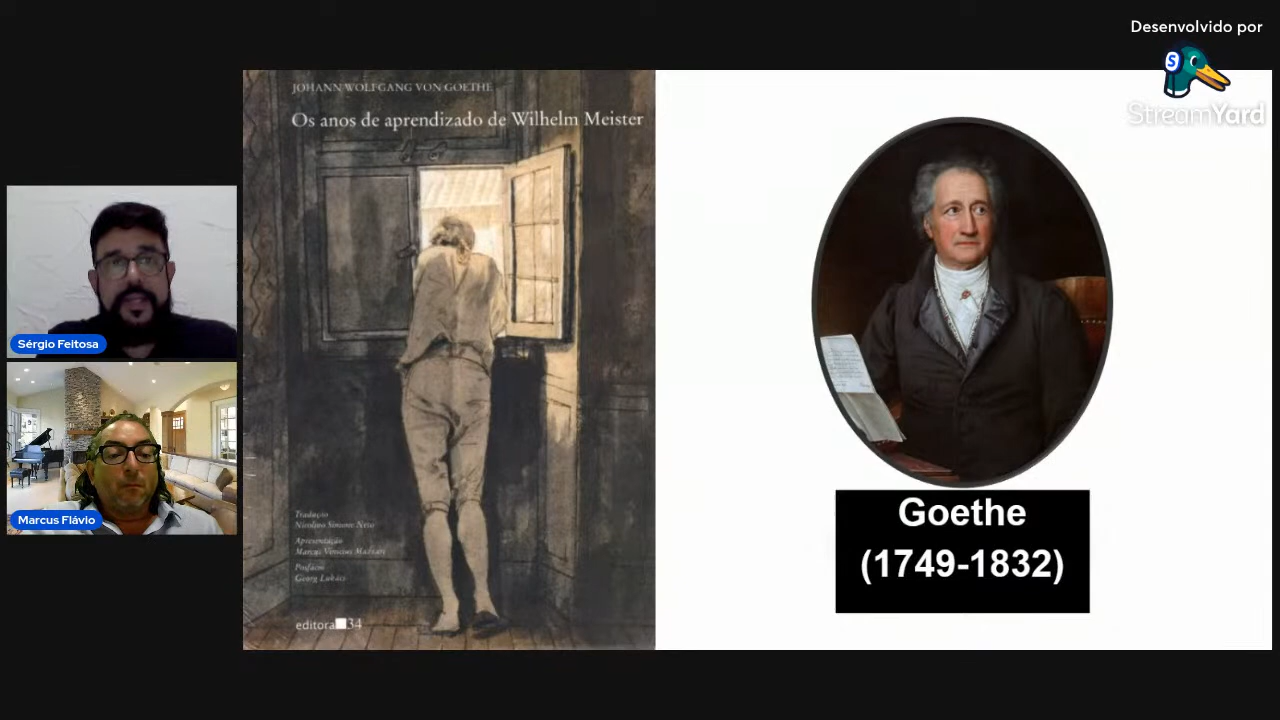 Desenvolvido por
S
StreamYard
JOHANN WOLFGANG VON GOETHE
Os anos de aprendizado de Wilhelm Meister
Sérgio Feitosa
Marcus Flávio
Tradução
Nicolino Simone Neto
Apresentação
Marcus Vinicius Mazzari
Posfácio
Georg Lukács
editora 34
Goethe
(1749-1832)